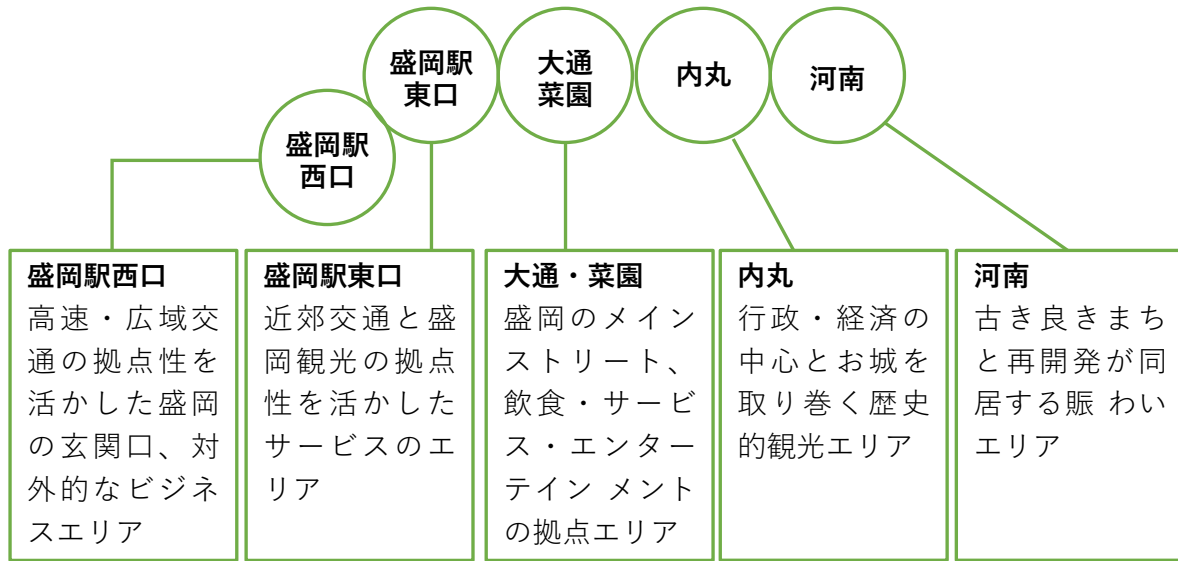 盛岡駅
西口
盛岡駅
東口
大通
菜園
内丸
河南
盛岡駅西口
高速・広域交
通の拠点性を
活かした盛岡
の玄関口、対
外的なビジネ
スエリア
盛岡駅東口
近郊交通と盛
岡観光の拠点
性を活かした
サービスのエ
リア
大通・菜園
盛岡のメイン
ストリート、
飲食・サービ
ス・エンター
テイン メント
の拠点エリア
内丸
行政・経済の
中心とお城を
取り巻く歴史
的観光エリア
河南
古き良きまち
と再開発が同
居する賑 わい
エリア